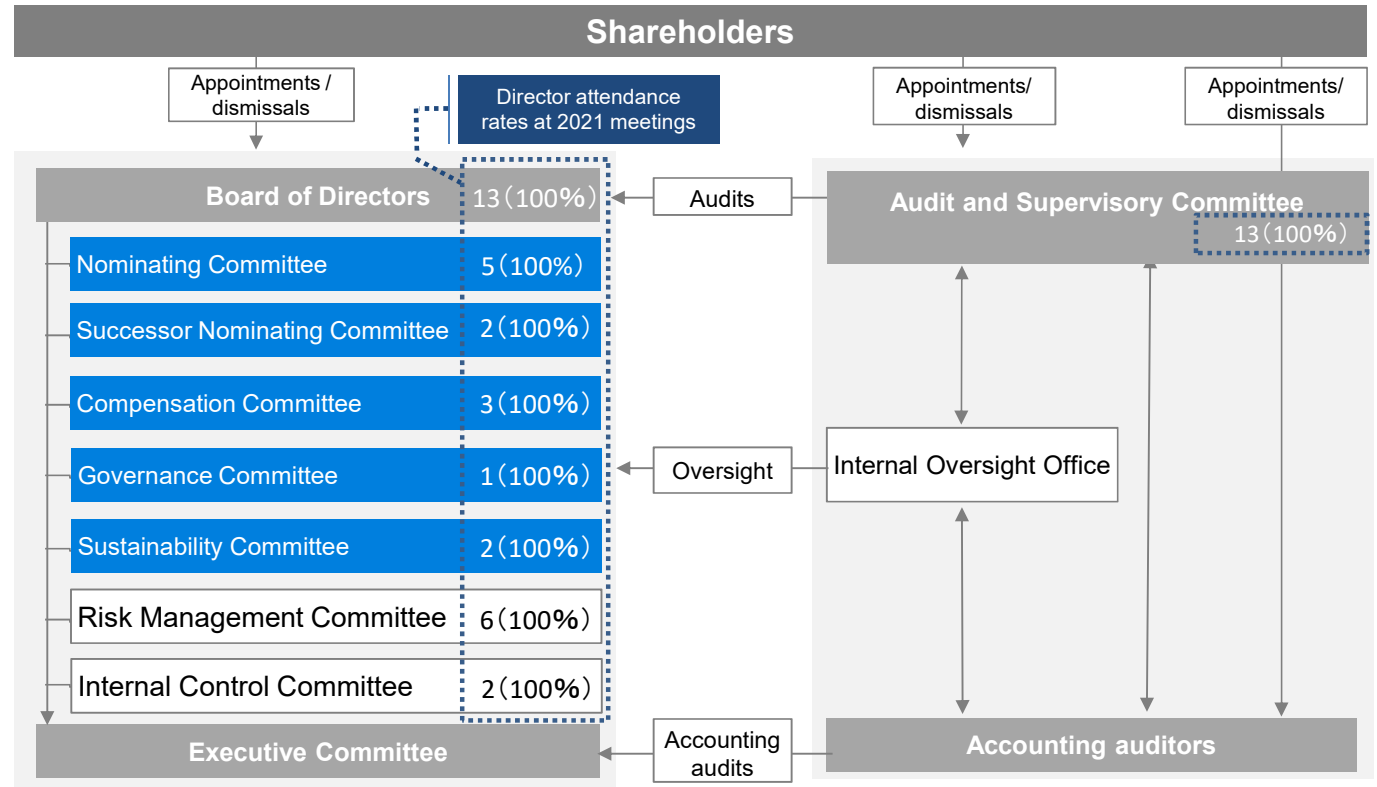 Shareholders
Appointments /
dismissals
Director attendance
rates at 2021 meetings
Appointments/
dismissals
Appointments/
dismissals
Board of Directors 13(100%)
Audits
Audit and Supervisory Committee
13(100%)
Nominating Committee 5(100%)
Successor Nominating Committee 2(100%)
Compensation Committee 3(100%)
Governance Committee 1(100%)
Oversight
Internal Oversight Office
Sustainability Committee 2(100%)
Risk Management Committee 6(100%)
Internal Control Committee 2(100%)
Executive Committee
Accounting
audits
Accounting auditors